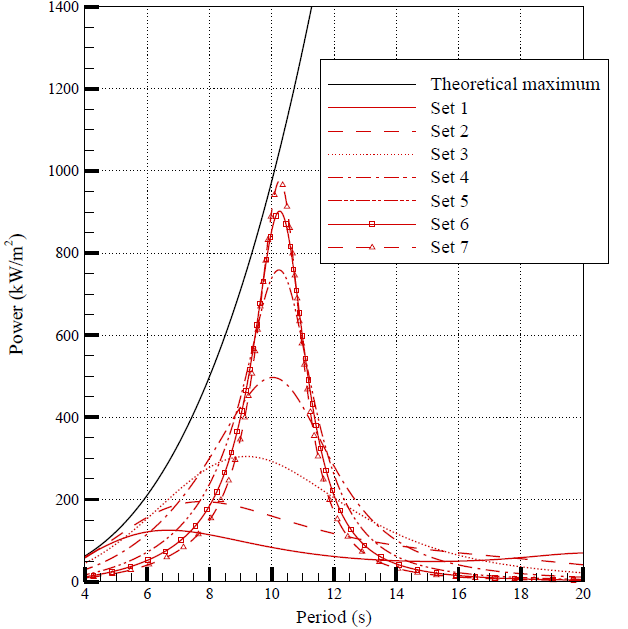 1400
1200
1000
800
600
400
200
0
Power (kW/m²)
Theoretical maximum
Set 1
Set 2
Set 3
Set 4
Set 5
Set 6
Set 7
4 6 8 10 12 14 16 18 20
Period (s)